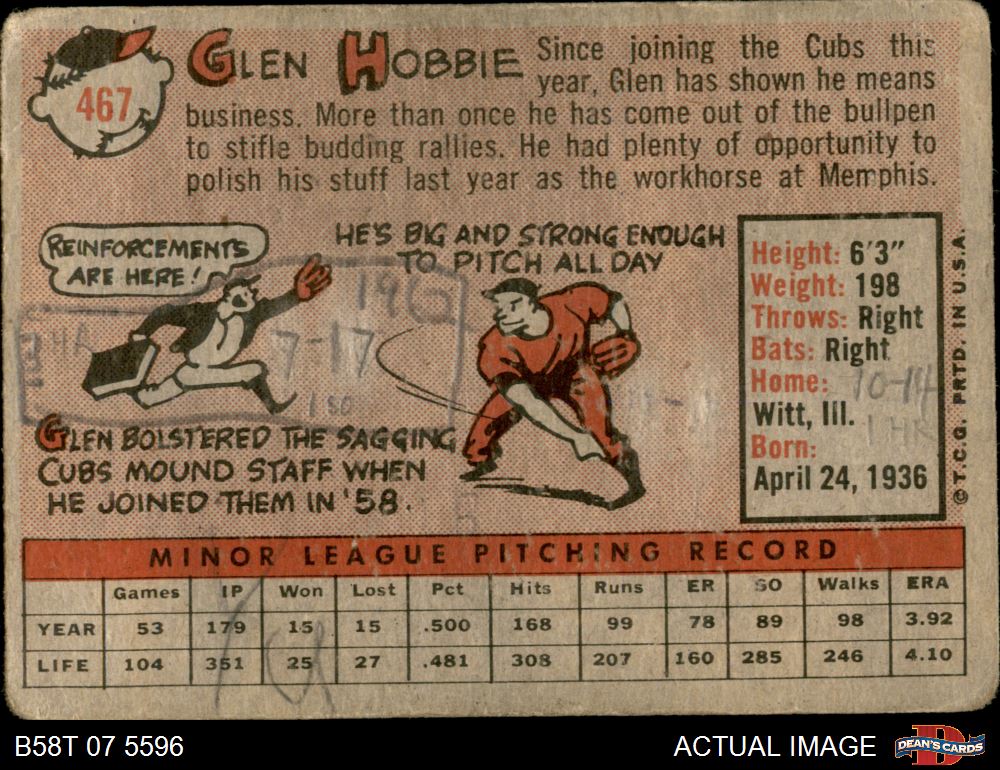 467
GLEN HOBBIE
Since joining the Cubs this
year, Glen has shown he means
business. More than once he has come out of the bullpen
to stifle budding rallies. He had plenty of opportunity to
polish his stuff last year as the workhorse at Memphis.
REINFORCEMENTS
ARE HERE!
HE'S BIG AND STRONG ENOUGH
TO PITCH ALL DAY
1962
7-17
GLEN BOLSTERED THE SAGGING
CUBS MOUND STAFF WHEN
HE JOINED THEM IN '58.
Height: 6'3"
Weight: 198
Throws: Right
Bats: Right
Home: 10-14
Witt, Ill.
Born:
April 24, 1936
© T.C.G. PRTD. IN U.S.A.
MINOR LEAGUE PITCHING RECORD
Games IP Won Lost Pct Hits Runs ER SO Walks ERA
YEAR 53 179 15 15 .500 168 99 78 89 98 3.92
LIFE 104 351 25 27 .481 308 207 160 285 246 4.10
B58T 07 5596
ACTUAL IMAGE
DEAN'S CARDS